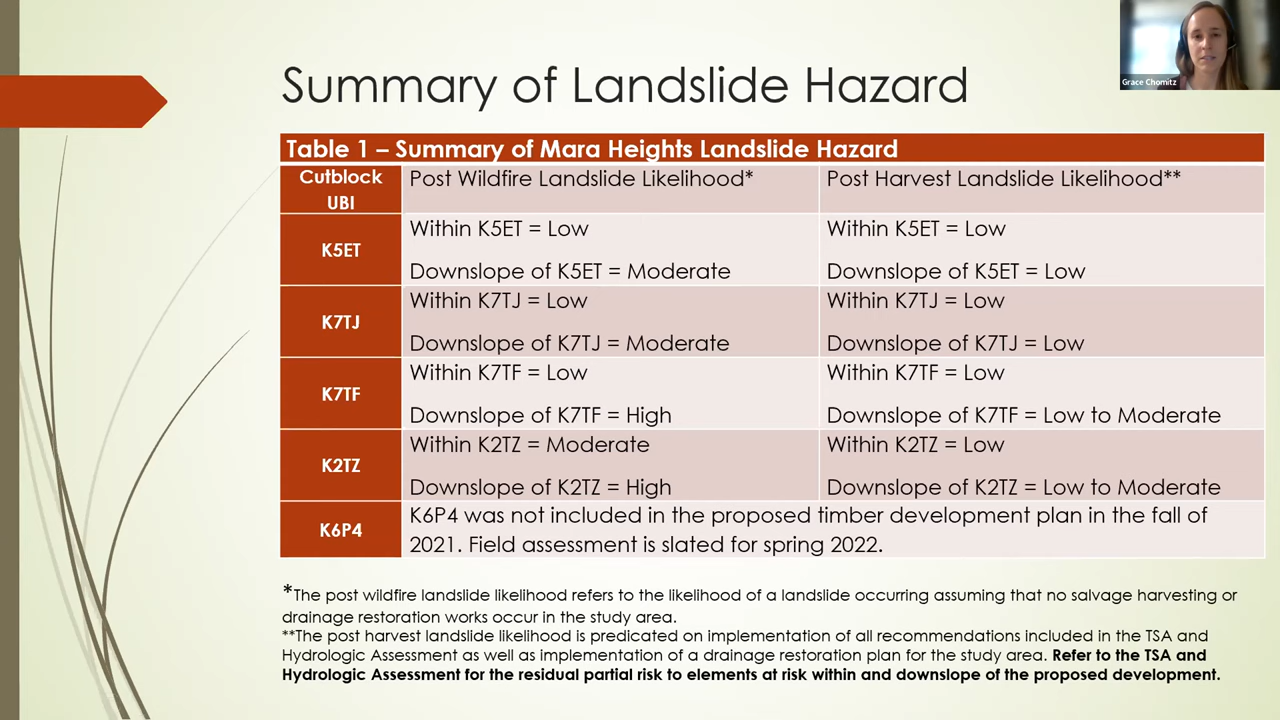 Grace Chomitz
Summary of Landslide Hazard
Table 1 – Summary of Mara Heights Landslide Hazard
Cutblock UBI
Post Wildfire Landslide Likelihood*
Post Harvest Landslide Likelihood**
K5ET
Within K5ET = Low
Downslope of K5ET = Moderate
Within K5ET = Low
Downslope of K5ET = Low
K7TJ
Within K7TJ = Low
Downslope of K7TJ = Moderate
Within K7TJ = Low
Downslope of K7TJ = Low
K7TF
Within K7TF = Low
Downslope of K7TF = High
Within K7TF = Low
Downslope of K7TF = Low to Moderate
K2TZ
Within K2TZ = Moderate
Downslope of K2TZ = High
Within K2TZ = Low
Downslope of K2TZ = Low to Moderate
K6P4
K6P4 was not included in the proposed timber development plan in the fall of
2021. Field assessment is slated for spring 2022.
*The post wildfire landslide likelihood refers to the likelihood of a landslide occurring assuming that no salvage harvesting or
drainage restoration works occur in the study area.
**The post harvest landslide likelihood is predicated on implementation of all recommendations included in the TSA and
Hydrologic Assessment as well as implementation of a drainage restoration plan for the study area. Refer to the TSA and
Hydrologic Assessment for the residual partial risk to elements at risk within and downslope of the proposed development.